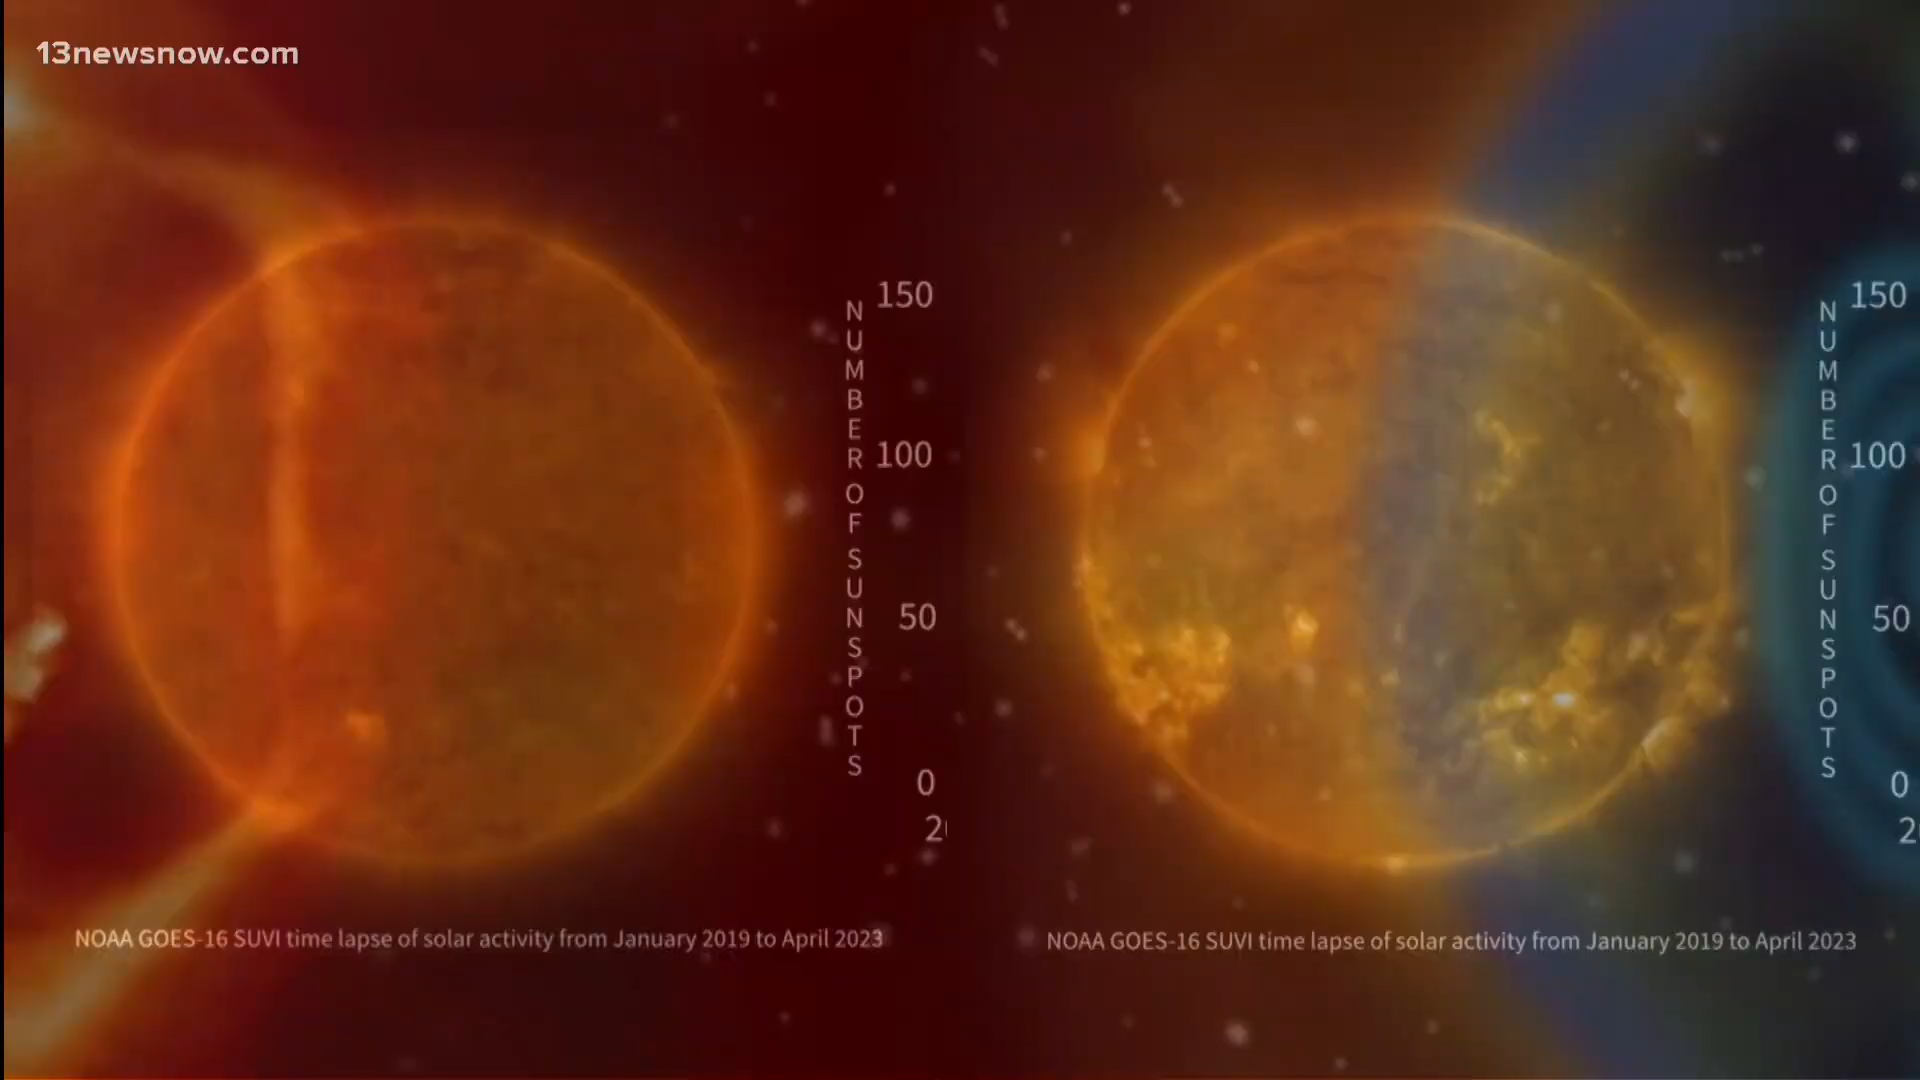 13newsnow.com
NUMBER OF SUNSPOTS
150
100
50
0
NOAA GOES-16 SUVI time lapse of solar activity from January 2019 to April 2023
NUMBER OF SUNSPOTS
150
100
50
0
2
NOAA GOES-16 SUVI time lapse of solar activity from January 2019 to April 2023